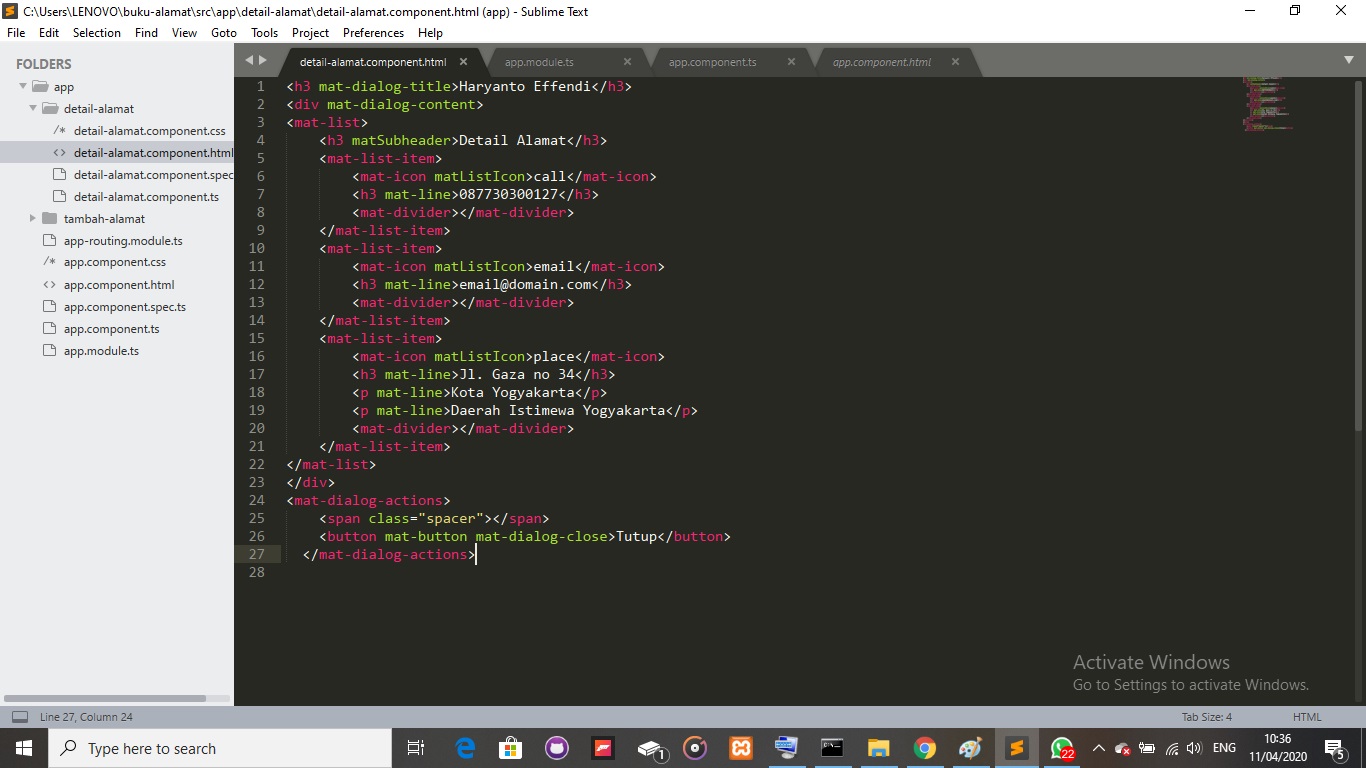 C:\Users\LENOVO\buku-alamat\src\app\detail-alamat\detail-alamat.component.html (app) - Sublime Text
File Edit Selection Find View Goto Tools Project Preferences Help
FOLDERS
app
detail-alamat
/* detail-alamat.component.css
<> detail-alamat.component.html
detail-alamat.component.spec
detail-alamat.component.ts
tambah-alamat
app-routing.module.ts
/* app.component.css
<> app.component.html
app.component.spec.ts
app.component.ts
app.module.ts
detail-alamat.component.html × app.module.ts × app.component.ts × app.component.html ×
1 <h3 mat-dialog-title>Haryanto Effendi</h3>
2 <div mat-dialog-content>
3 <mat-list>
4 <h3 matSubheader>Detail Alamat</h3>
5 <mat-list-item>
6 <mat-icon matListIcon>call</mat-icon>
7 <h3 mat-line>087730300127</h3>
8 <mat-divider></mat-divider>
9 </mat-list-item>
10 <mat-list-item>
11 <mat-icon matListIcon>email</mat-icon>
12 <h3 mat-line>email@domain.com</h3>
13 <mat-divider></mat-divider>
14 </mat-list-item>
15 <mat-list-item>
16 <mat-icon matListIcon>place</mat-icon>
17 <h3 mat-line>Jl. Gaza no 34</h3>
18 <p mat-line>Kota Yogyakarta</p>
19 <p mat-line>Daerah Istimewa Yogyakarta</p>
20 <mat-divider></mat-divider>
21 </mat-list-item>
22 </mat-list>
23 </div>
24 <mat-dialog-actions>
25 <span class="spacer"></span>
26 <button mat-button mat-dialog-close>Tutup</button>
27 </mat-dialog-actions>
28
Activate Windows
Go to Settings to activate Windows.
Line 27, Column 24 Tab Size: 4 HTML
Type here to search 1 22 ENG 10:36 5
11/04/2020